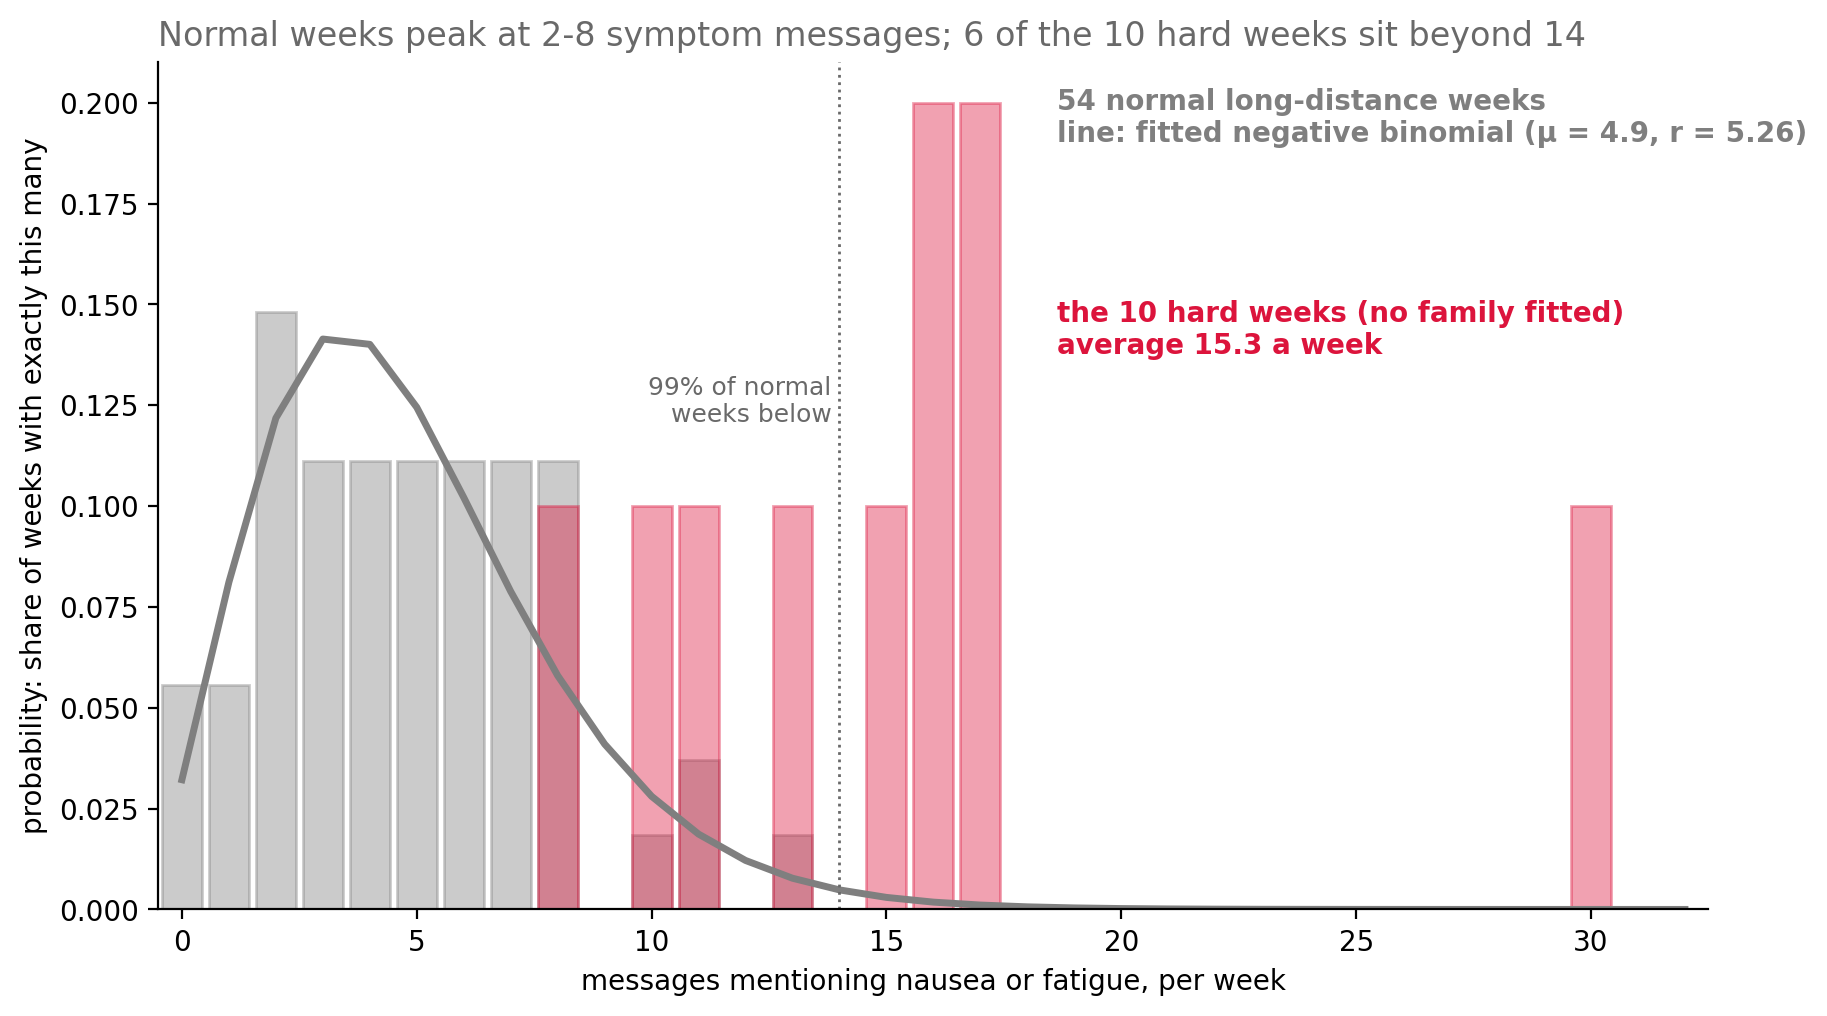 Normal weeks peak at 2-8 symptom messages; 6 of the 10 hard weeks sit beyond 14
54 normal long-distance weeks
line: fitted negative binomial (μ = 4.9, r = 5.26)
the 10 hard weeks (no family fitted)
average 15.3 a week
99% of normal
weeks below
probability: share of weeks with exactly this many
0.200
0.175
0.150
0.125
0.100
0.075
0.050
0.025
0.000
0
5
10
15
20
25
30
messages mentioning nausea or fatigue, per week